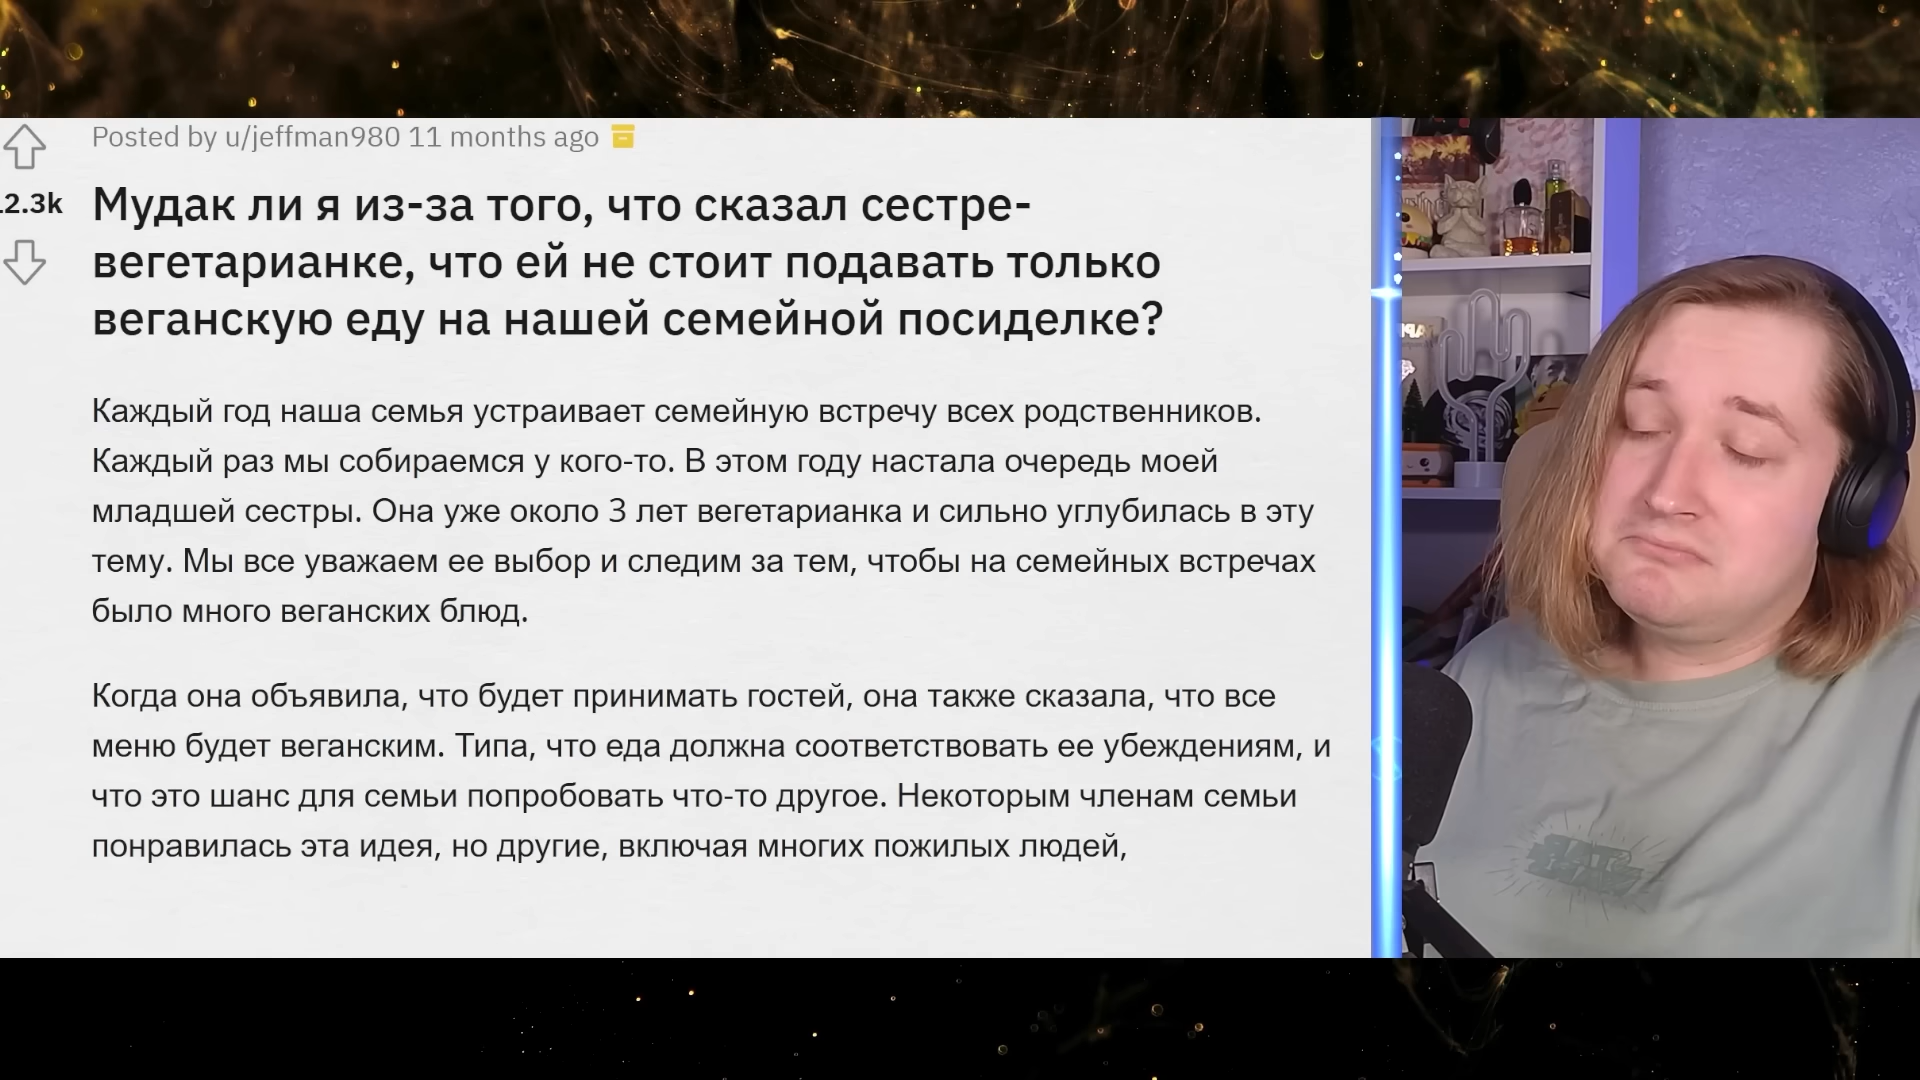 Posted by u/jeffman980 11 months ago
2.3k
Мудак ли я из-за того, что сказал сестре-
вегетарианке, что ей не стоит подавать только
веганскую еду на нашей семейной посиделке?
Каждый год наша семья устраивает семейную встречу всех родственников.
Каждый раз мы собираемся у кого-то. В этом году настала очередь моей
младшей сестры. Она уже около 3 лет вегетарианка и сильно углубилась в эту
тему. Мы все уважаем ее выбор и следим за тем, чтобы на семейных встречах
было много веганских блюд.
Когда она объявила, что будет принимать гостей, она также сказала, что все
меню будет веганским. Типа, что еда должна соответствовать ее убеждениям, и
что это шанс для семьи попробовать что-то другое. Некоторым членам семьи
понравилась эта идея, но другие, включая многих пожилых людей,